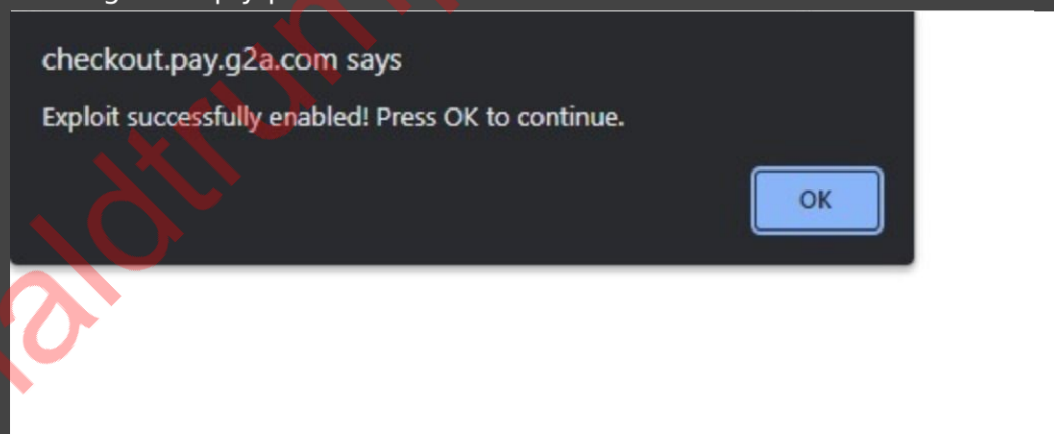 checkout.pay.g2a.com says
Exploit successfully enabled! Press OK to continue.
OK